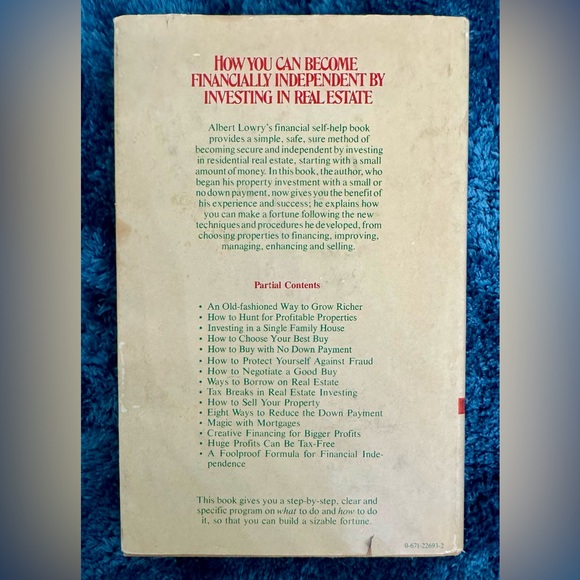 HOW YOU CAN BECOME
FINANCIALLY INDEPENDENT BY
INVESTING IN REAL ESTATE
Albert Lowry's financial self-help book
provides a simple, safe, sure method of
becoming secure and independent by investing
in residential real estate, starting with a small
amount of money. In this book, the author, who
began his property investment with a small or
no down payment, now gives you the benefit of
his experience and success; he explains how
you can make a fortune following the new
techniques and procedures he developed, from
choosing properties to financing, improving,
managing, enhancing and selling.
Partial Contents
• An Old-fashioned Way to Grow Richer
• How to Hunt for Profitable Properties
• Investing in a Single Family House
• How to Choose Your Best Buy
• How to Buy with No Down Payment
• How to Protect Yourself Against Fraud
• How to Negotiate a Good Buy
• Ways to Borrow on Real Estate
• Tax Breaks in Real Estate Investing
• How to Sell Your Property
• Eight Ways to Reduce the Down Payment
• Magic with Mortgages
• Creative Financing for Bigger Profits
• Huge Profits Can Be Tax-Free
• A Foolproof Formula for Financial Inde-
pendence
This book gives you a step-by-step, clear and
specific program on what to do and how to do
it, so that you can build a sizable fortune.
0-671-22693-2